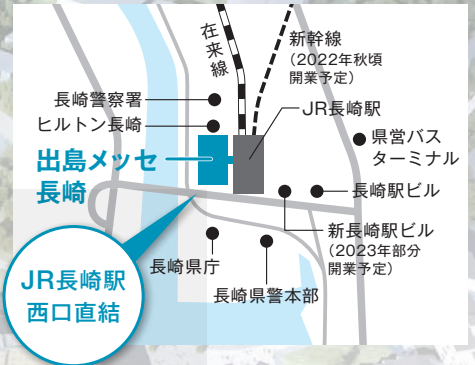 在来線
新幹線
（2022年秋頃
開業予定）
長崎警察署
JR長崎駅
ヒルトン長崎
県営バス
ターミナル
出島メッセ
長崎
長崎駅ビル
新長崎駅ビル
（2023年部分
開業予定）
長崎県庁
長崎県警本部
JR長崎駅
西口直結